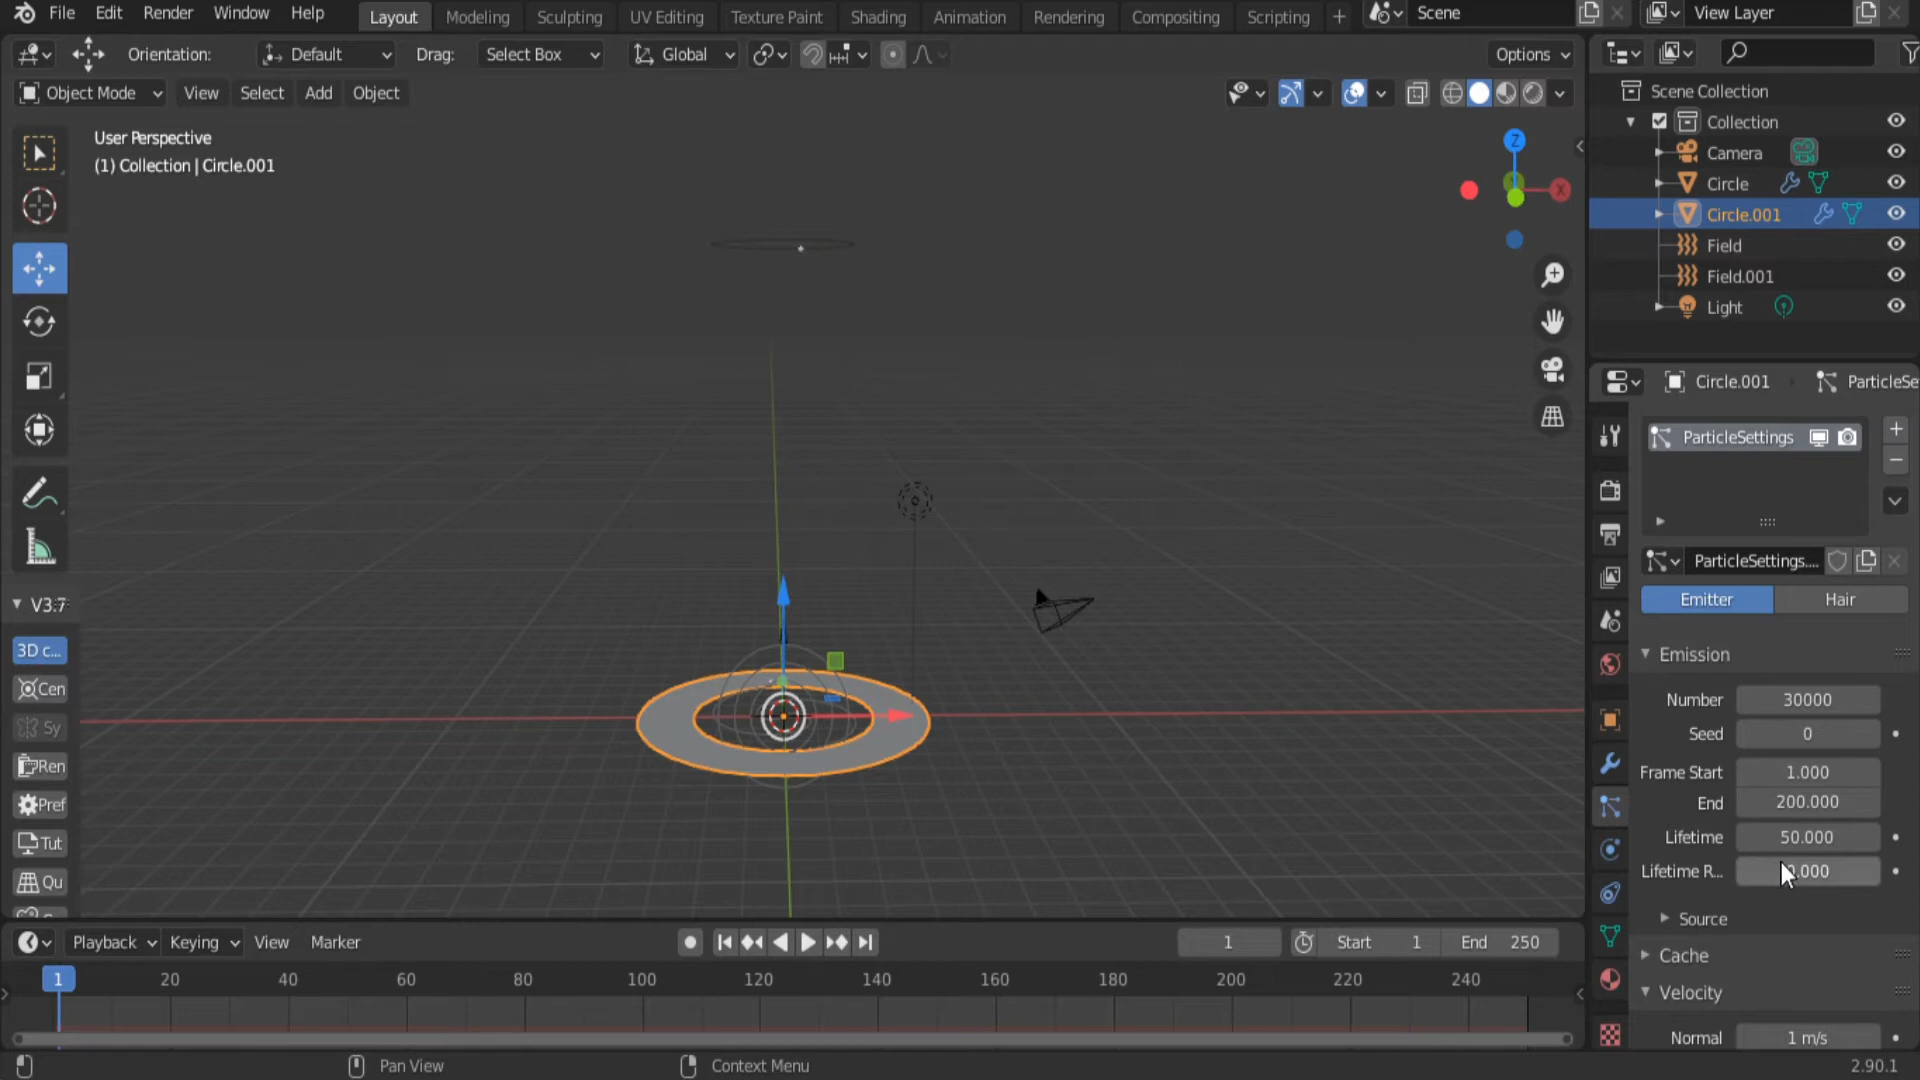 File Edit Render Window Help Layout Modeling Sculpting UV Editing Texture Paint Shading Animation Rendering Compositing Scripting + Scene View Layer
Orientation: Default Drag: Select Box Global Options
Object Mode View Select Add Object
User Perspective
(1) Collection | Circle.001
Z
X
Scene Collection
Collection
Camera
Circle
Circle.001
Field
Field.001
Light
Circle.001 ParticleSe
ParticleSettings
ParticleSettings....
Emitter Hair
Emission
Number 30000
Seed 0
Frame Start 1.000
End 200.000
Lifetime 50.000
Lifetime R...
Source
Cache
Velocity
Normal 1 m/s
V3.7
3D c...
Cen
Sy
Ren
Pref
Tut
Qu
Playback Keying View Marker 1 Start 1 End 250
1 20 40 60 80 100 120 140 160 180 200 220 240
Pan View Context Menu 2.90.1